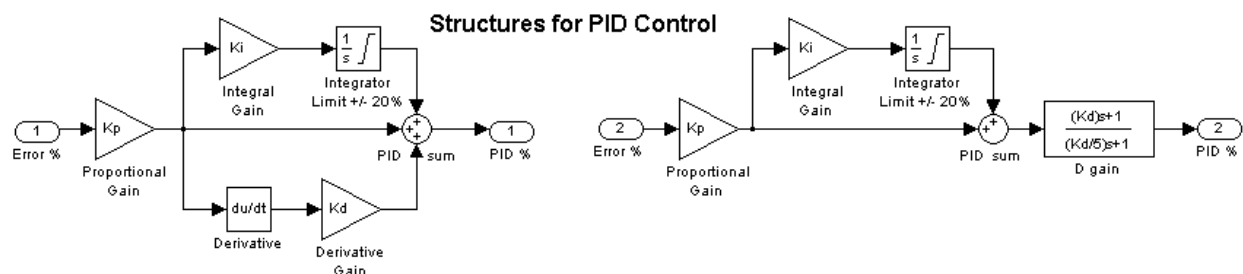 Structures for PID Control
Ki
1
s
Integral
Gain
Integrator
Limit +/- 20%
1
Error %
Kp
Proportional
Gain
+
+
+
PID sum
1
PID %
du/dt
Derivative
Kd
Derivative
Gain
Ki
1
s
Integral
Gain
Integrator
Limit +/- 20%
2
Error %
Kp
Proportional
Gain
+
+
PID sum
(Kd)s+1
(Kd/5)s+1
D gain
2
PID %